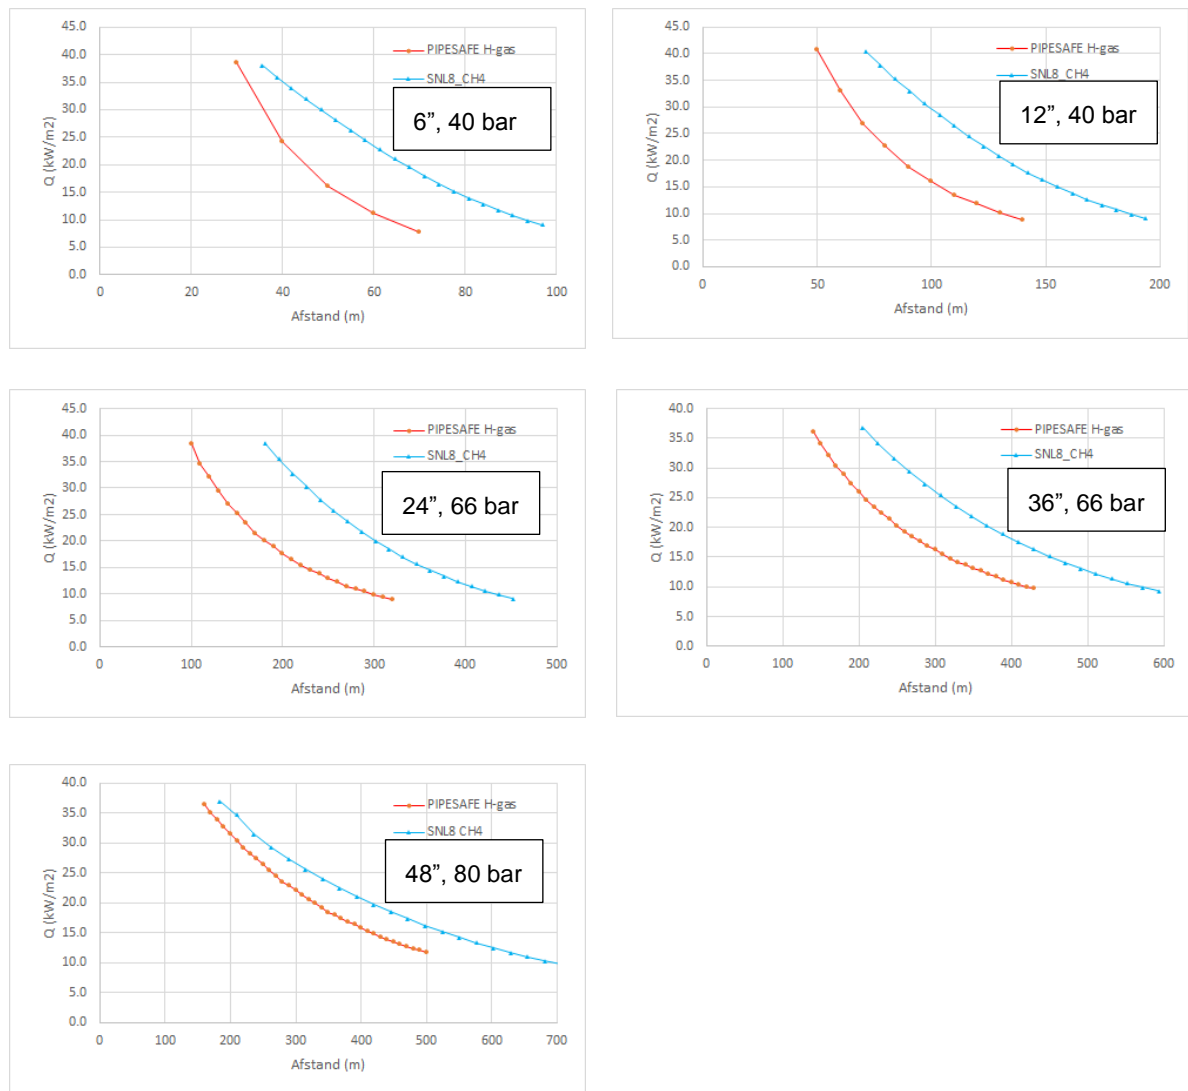 45.0
40.0
35.0
30.0
25.0
20.0
15.0
10.0
5.0
0.0
Q (kW/m2)
PIPESAFE H-gas
SNL8_CH4
6”, 40 bar
0 20 40 60 80 100
Afstand (m)
45.0
40.0
35.0
30.0
25.0
20.0
15.0
10.0
5.0
0.0
Q (kW/m2)
PIPESAFE H-gas
SNL8_CH4
12”, 40 bar
0 50 100 150 200
Afstand (m)
45.0
40.0
35.0
30.0
25.0
20.0
15.0
10.0
5.0
0.0
Q (kW/m2)
PIPESAFE H-gas
SNL8_CH4
24”, 66 bar
0 100 200 300 400 500
Afstand (m)
40.0
35.0
30.0
25.0
20.0
15.0
10.0
5.0
0.0
Q (kW/m2)
PIPESAFE H-gas
SNL8_CH4
36”, 66 bar
0 100 200 300 400 500 600
Afstand (m)
40.0
35.0
30.0
25.0
20.0
15.0
10.0
5.0
0.0
Q (kW/m2)
PIPESAFE H-gas
SNL8 CH4
48”, 80 bar
0 100 200 300 400 500 600 700
Afstand (m)